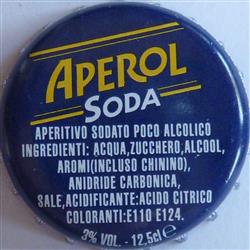 APEROL
SODA
APERITIVO SODATO POCO ALCOLICO
INGREDIENTI: ACQUA,ZUCCHERO,ALCOOL,
AROMI(INCLUSO CHININO),
ANIDRIDE CARBONICA,
SALE,ACIDIFICANTE:ACIDO CITRICO
COLORANTI:E110 E124.
3% VOL. - 12,5cl e